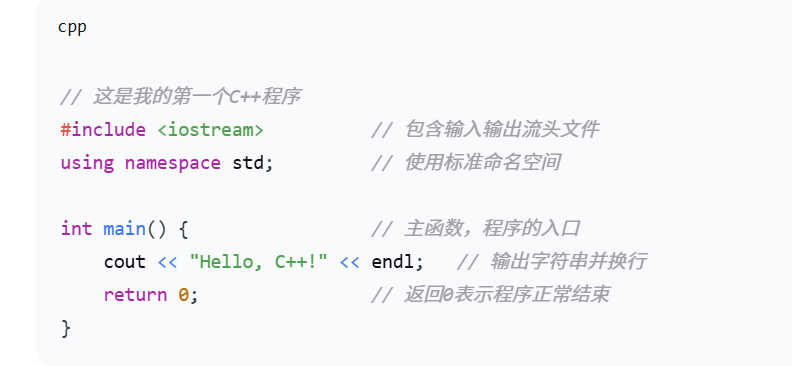 cpp
// 这是我的第一个C++程序
#include <iostream>          // 包含输入输出流头文件
using namespace std;         // 使用标准命名空间
int main() {                 // 主函数，程序的入口
    cout << "Hello, C++!" << endl;   // 输出字符串并换行
    return 0;                // 返回0表示程序正常结束
}